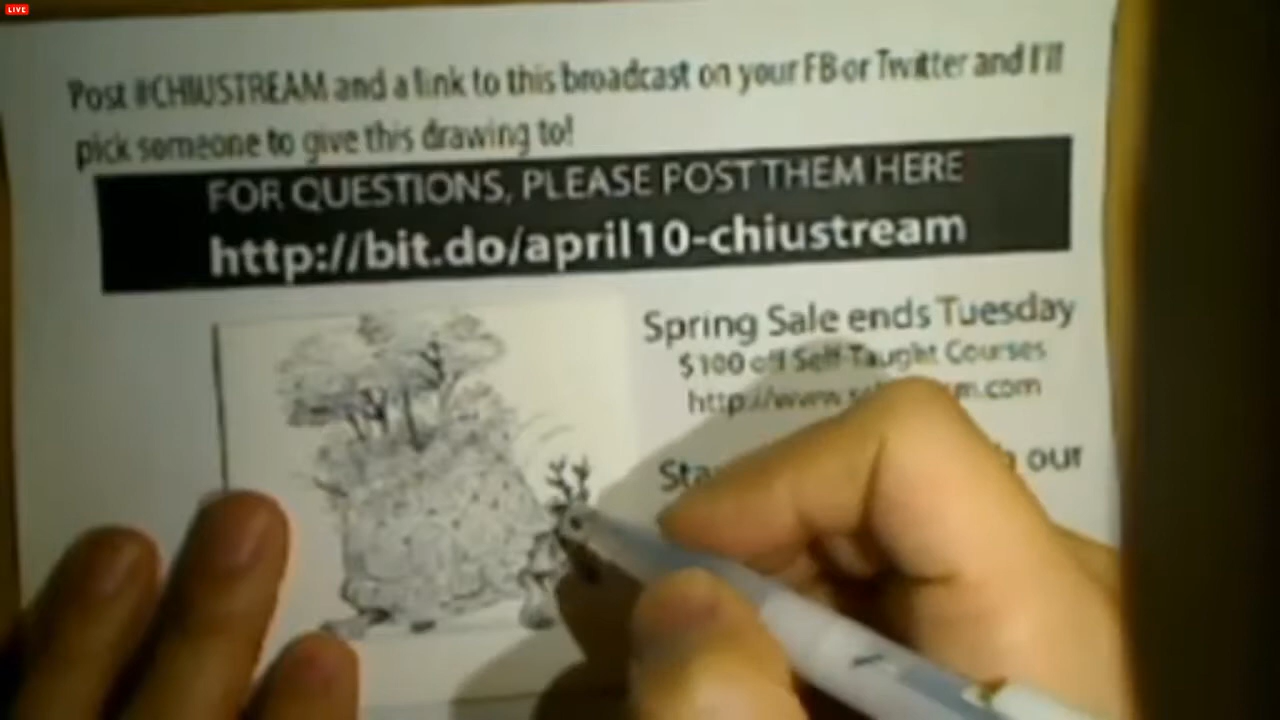 LIVE
Post #CHIUSTREAM and a link to this broadcast on your FB or Twitter and I'll
pick someone to give this drawing to!
FOR QUESTIONS, PLEASE POST THEM HERE
http://bit.do/april10-chiustream
Spring Sale ends Tuesday
$100 off Self-Taught Courses
http://www.
our